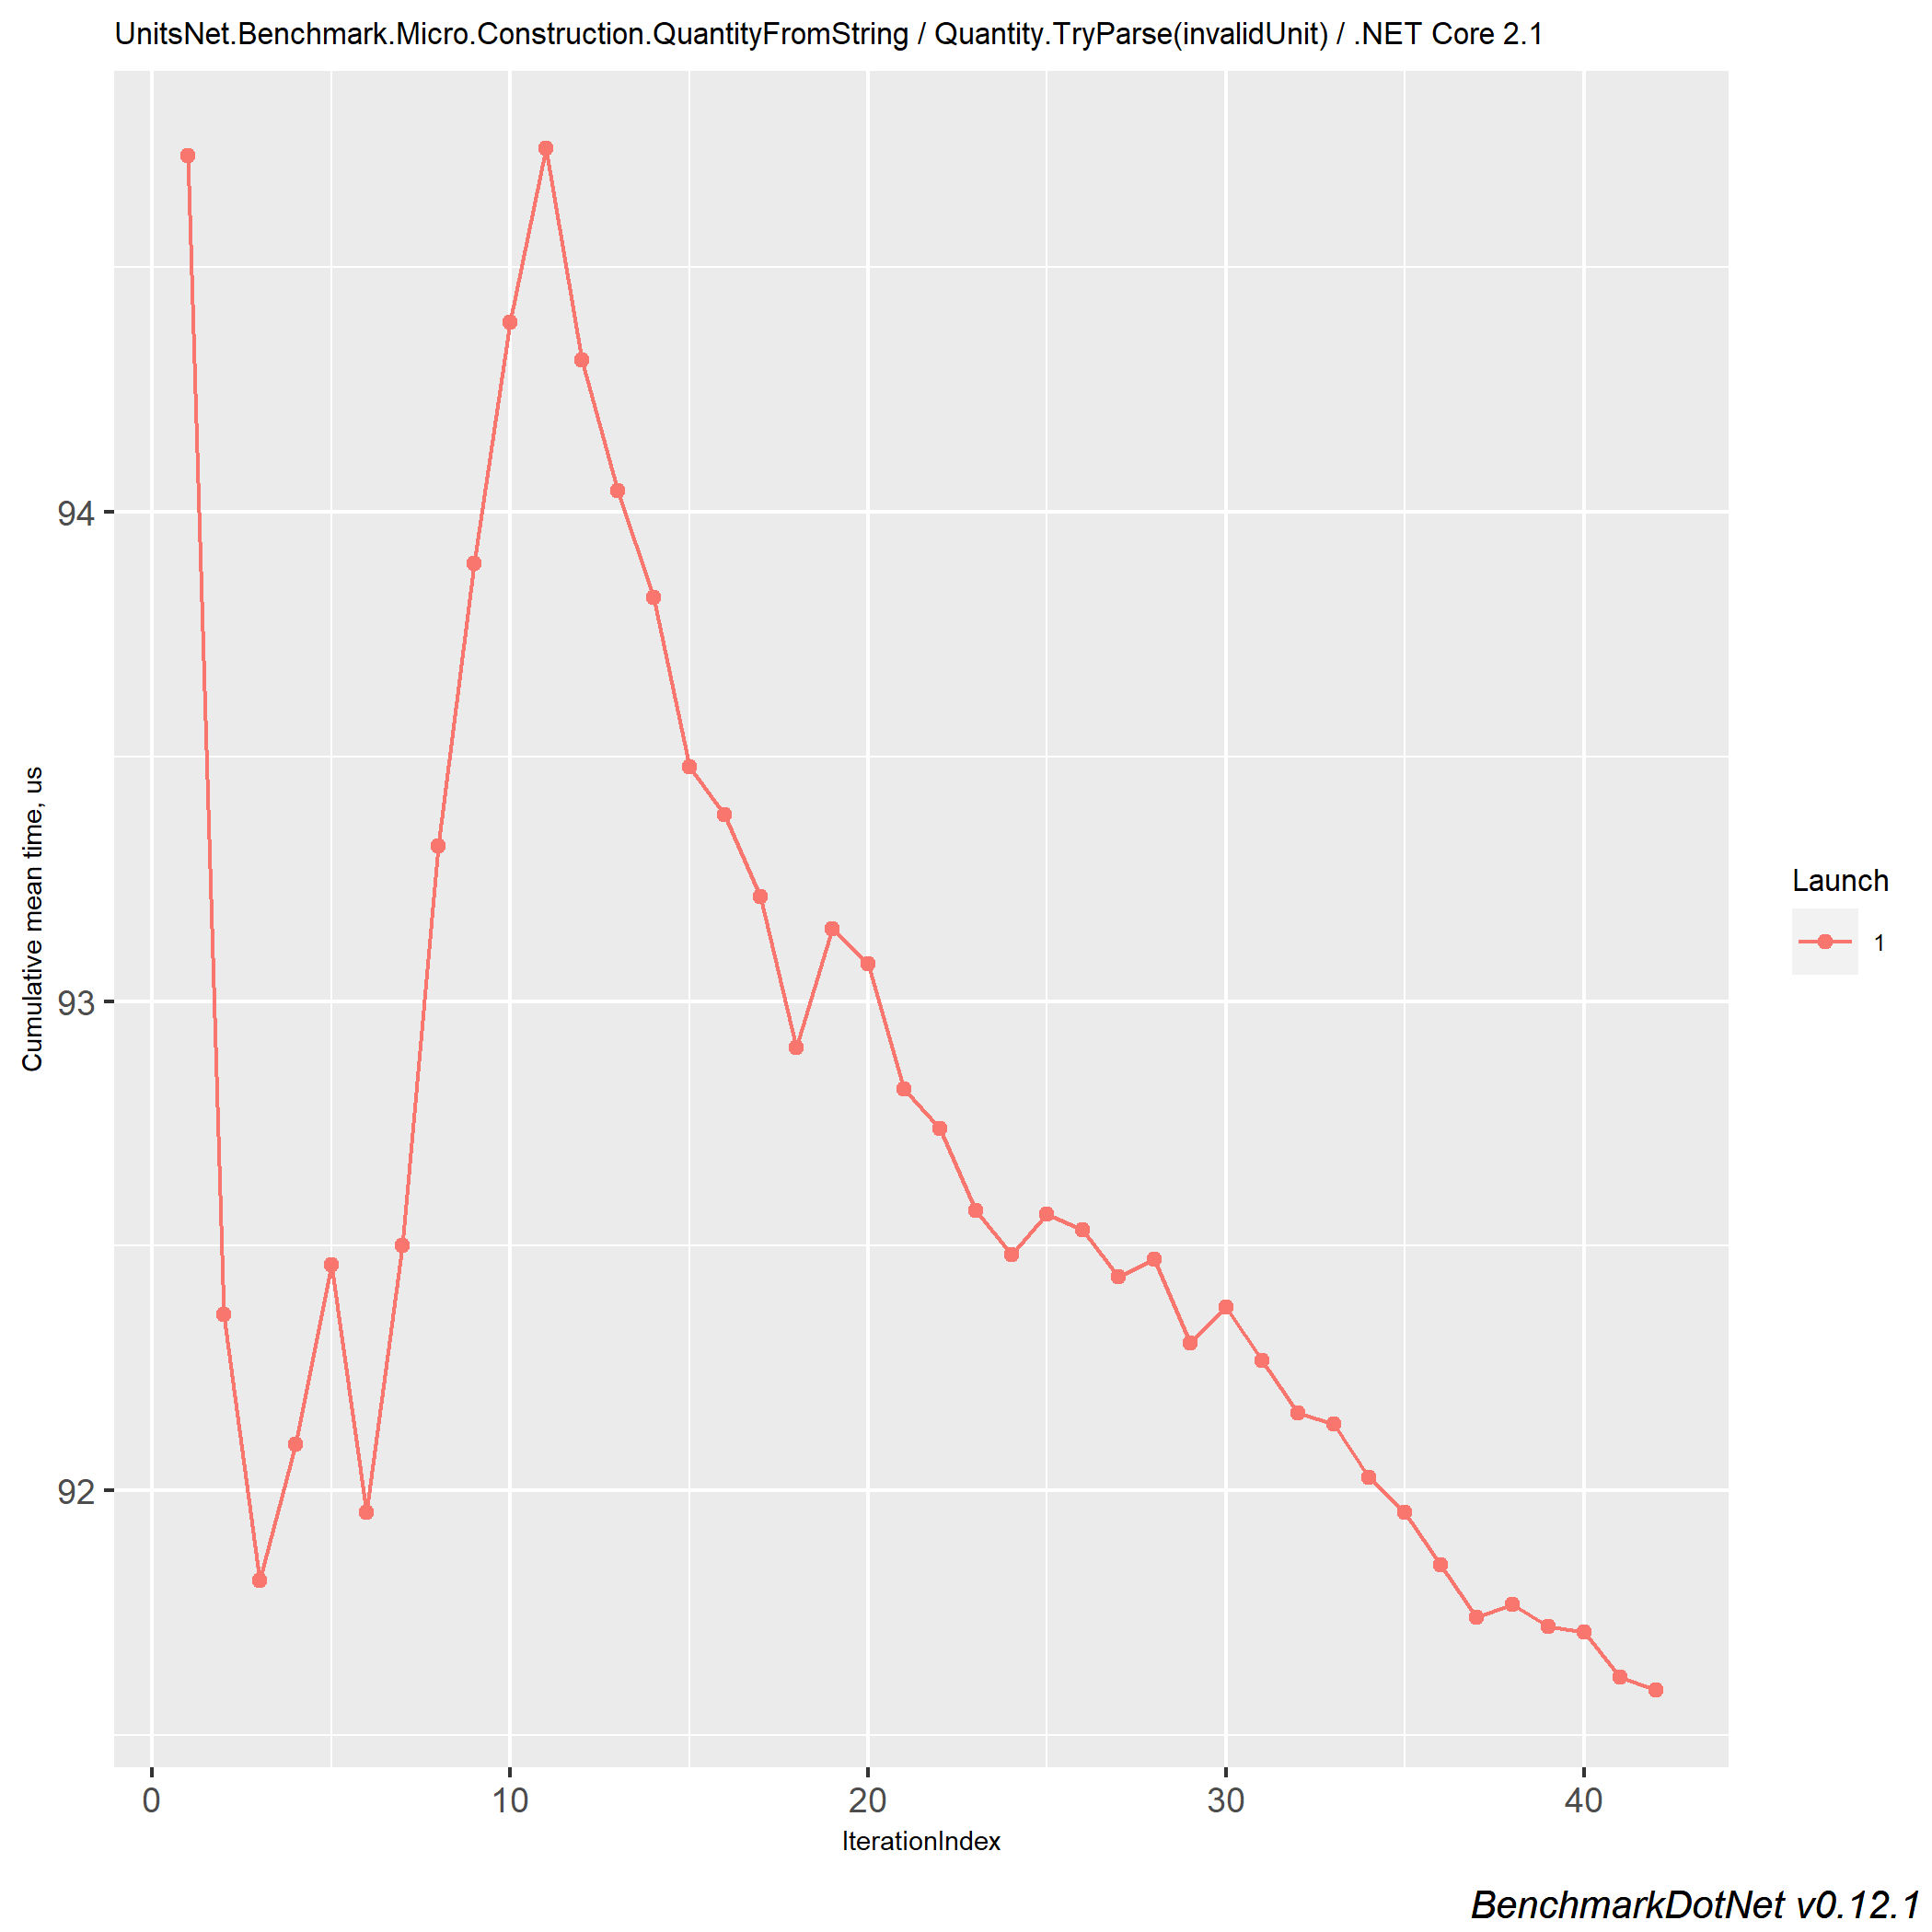 UnitsNet.Benchmark.Micro.Construction.QuantityFromString / Quantity.TryParse(invalidUnit) / .NET Core 2.1
Cumulative mean time, us
94
93
92
0 10 20 30 40
IterationIndex
Launch
1
BenchmarkDotNet v0.12.1